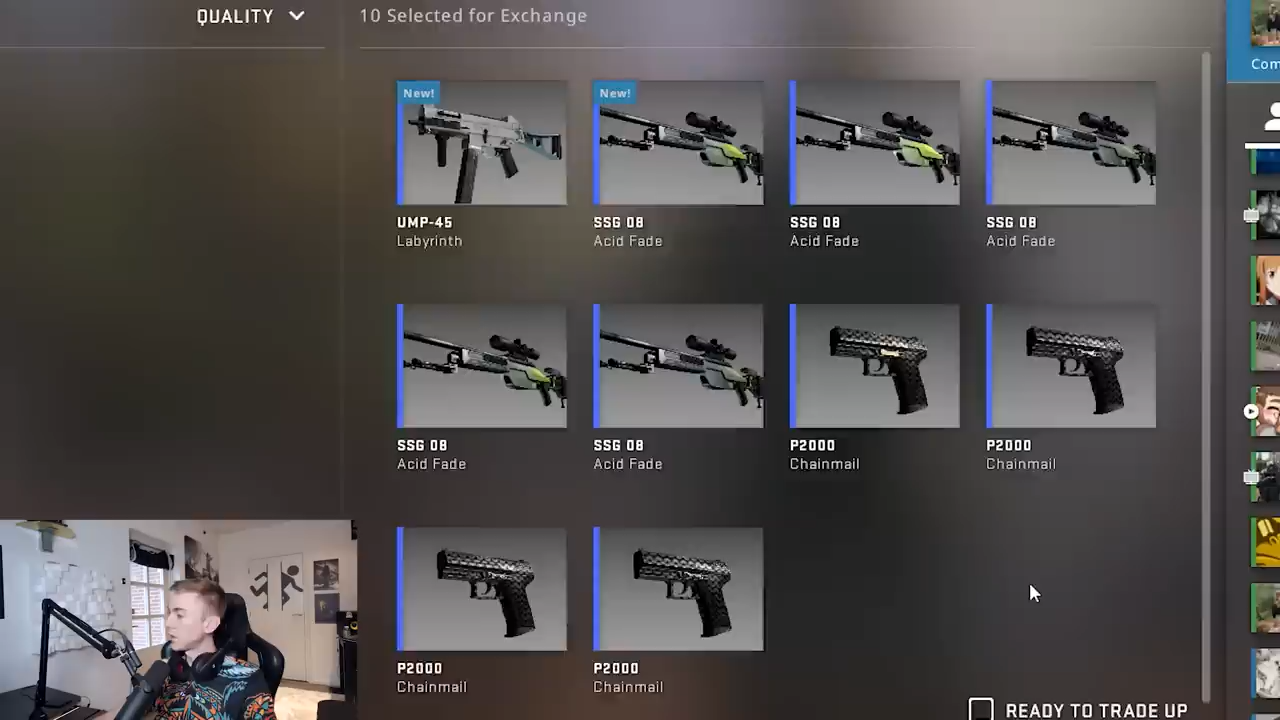 QUALITY
10 Selected for Exchange
Com
New!
New!
UMP-45
SSG 08
SSG 08
SSG 08
Labyrinth
Acid Fade
Acid Fade
Acid Fade
SSG 08
SSG 08
P2000
P2000
Acid Fade
Acid Fade
Chainmail
Chainmail
P2000
P2000
Chainmail
Chainmail
READY TO TRADE UP